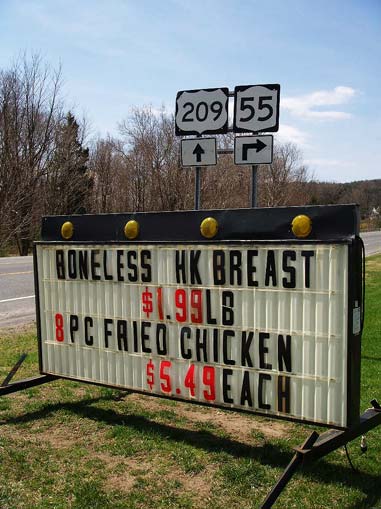 209 55
BONELESS HK BREAST
$1.99LB
8PC FRIED CHICKEN
$5.49EACH